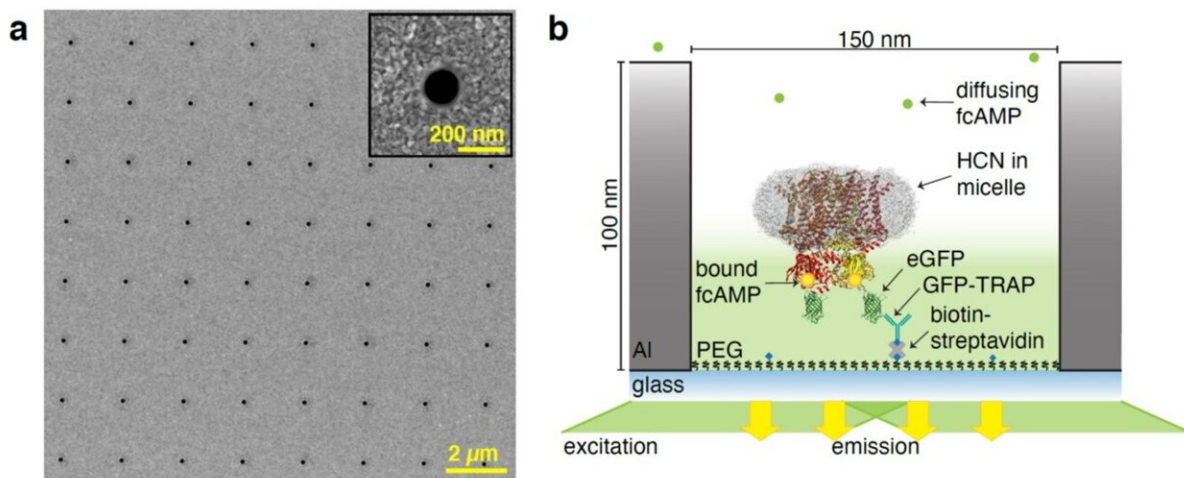 a
200 nm
2 μm
b
150 nm
100 nm
diffusing
fcAMP
HCN in
micelle
bound
fcAMP
eGFP
GFP-TRAP
biotin-
streptavidin
Al
PEG
glass
excitation
emission